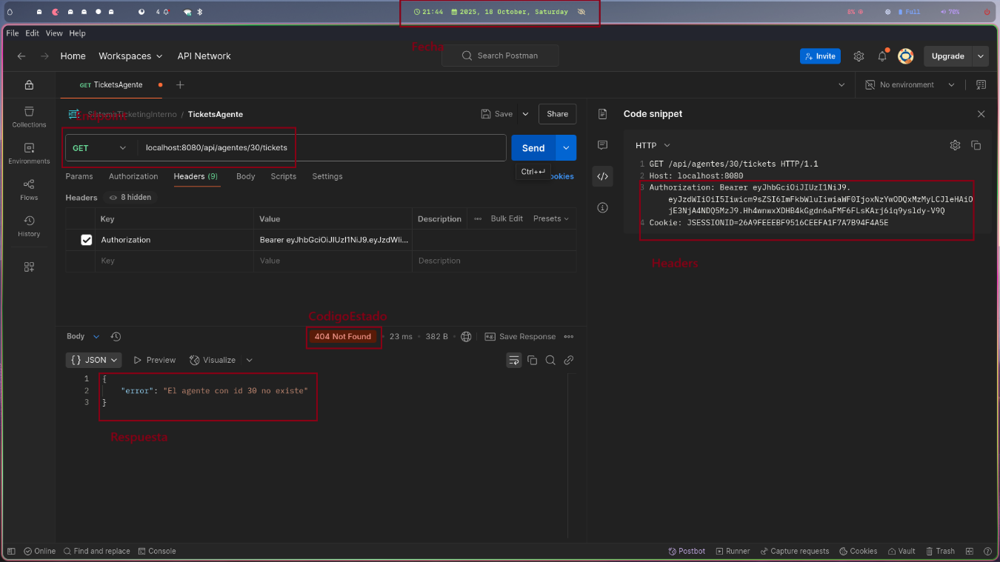 4
21:44
2025, 18 October, Saturday
8%
Full
70%
File Edit View Help
Fecha
Home
Workspaces
API Network
Search Postman
Invite
Upgrade
GET TicketsAgente
No environment
Collections
Environments
Flows
History
SistemaTicketingInterno / TicketsAgente
Endpoint
Save
Share
GET
localhost:8080/api/agentes/30/tickets
Send
Ctrl+↵
Params
Authorization
Headers (9)
Body
Scripts
Settings
ookies
Headers
8 hidden
Key
Value
Description
Bulk Edit
Presets
Authorization
Bearer eyJhbGciOiJIUzI1NiJ9.eyJzdWIi...
Key
Value
Description
Code snippet
HTTP
1 GET /api/agentes/30/tickets HTTP/1.1
2 Host: localhost:8080
3 Authorization: Bearer eyJhbGciOiJIUzI1NiJ9.
eyJzdWIiOiI5Iiwicm9sZSI6ImFkbWluIiwiaWF0IjoxNzYwODQxMzMyLCJleHAiO
jE3NjA4NDQ5MzJ9.Hh4wnwxXDHB4kGgdn6aFMF6FLsKArj6iq9ysldy-V9Q
4 Cookie: JSESSIONID=26A9FEEEBF9516CEEFA1F7A7B94F4A5E
Headers
CodigoEstado
Body
404 Not Found
23 ms
382 B
Save Response
{} JSON
Preview
Visualize
1 {
2 "error": "El agente con id 30 no existe"
3 }
Respuesta
Online
Find and replace
Console
Postbot
Runner
Capture requests
Cookies
Vault
Trash